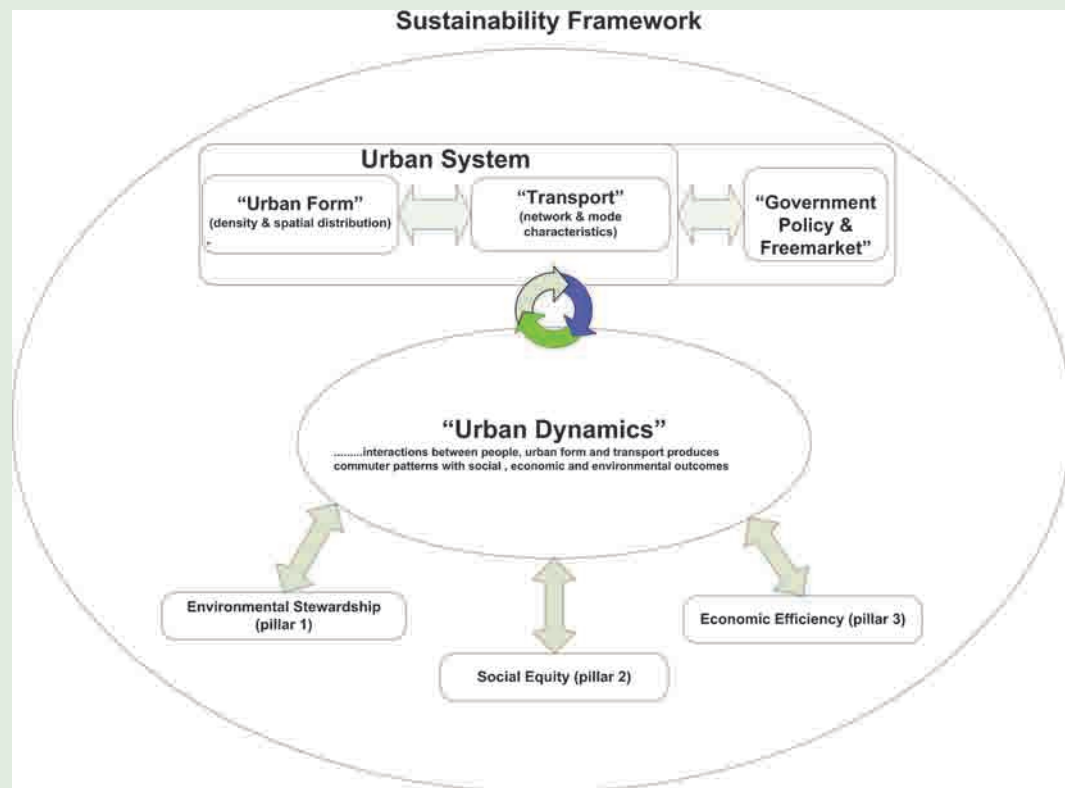 Sustainability Framework
Urban System
“Urban Form”
(density & spatial distribution)
“Transport”
(network & mode
characteristics)
“Government
Policy &
Freemarket”
“Urban Dynamics”
.........interactions between people, urban form and transport produces
commuter patterns with social , economic and environmental outcomes
Environmental Stewardship
(pillar 1)
Social Equity (pillar 2)
Economic Efficiency (pillar 3)